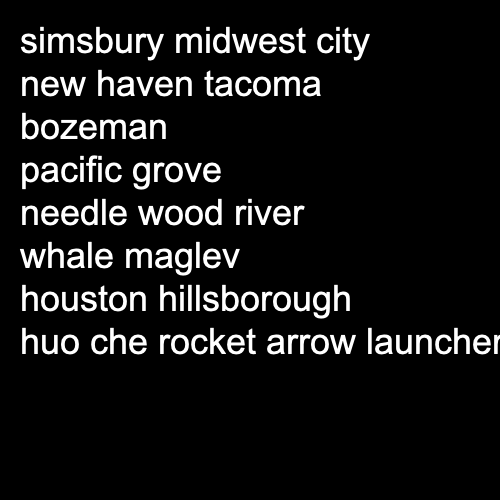 simsbury midwest city
new haven tacoma
bozeman
pacific grove
needle wood river
whale maglev
houston hillsborough
huo che rocket arrow launcher